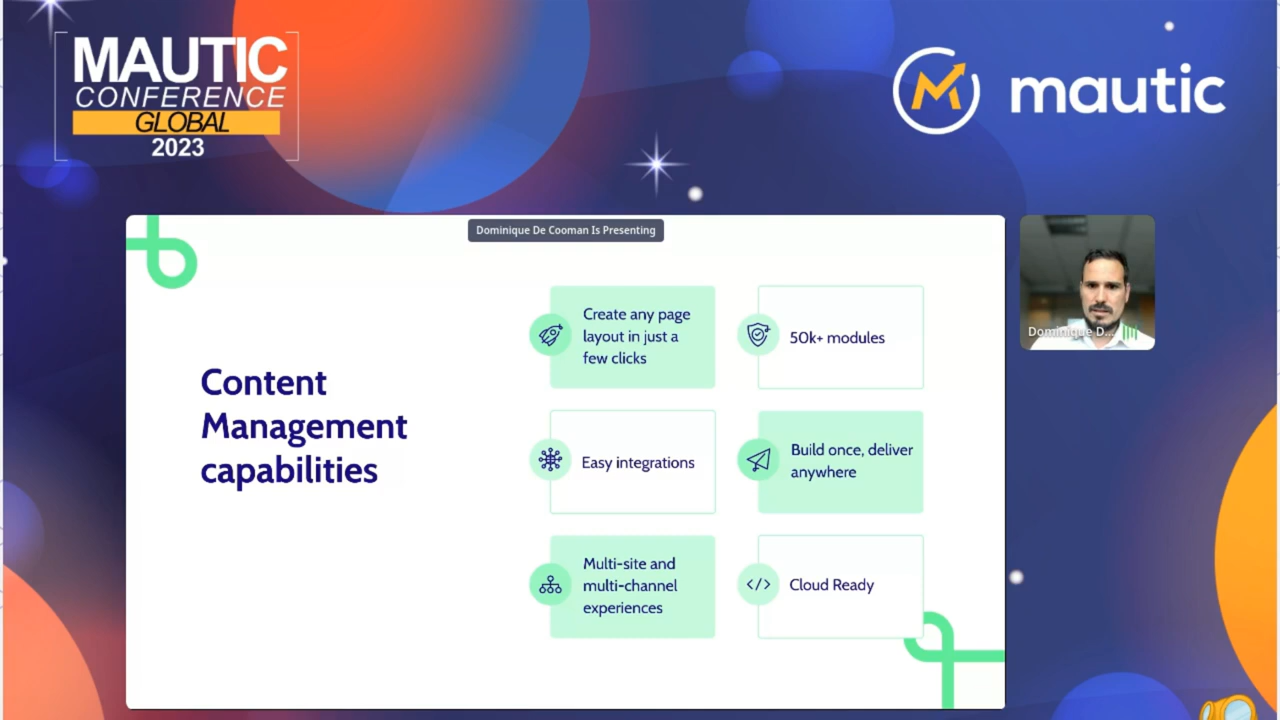 MAUTIC
CONFERENCE
GLOBAL
2023
mautic
Dominique De Cooman Is Presenting
Content
Management
capabilities
Create any page
layout in just a
few clicks
50k+ modules
Easy integrations
Build once, deliver
anywhere
Multi-site and
multi-channel
experiences
Cloud Ready
Dominique D...